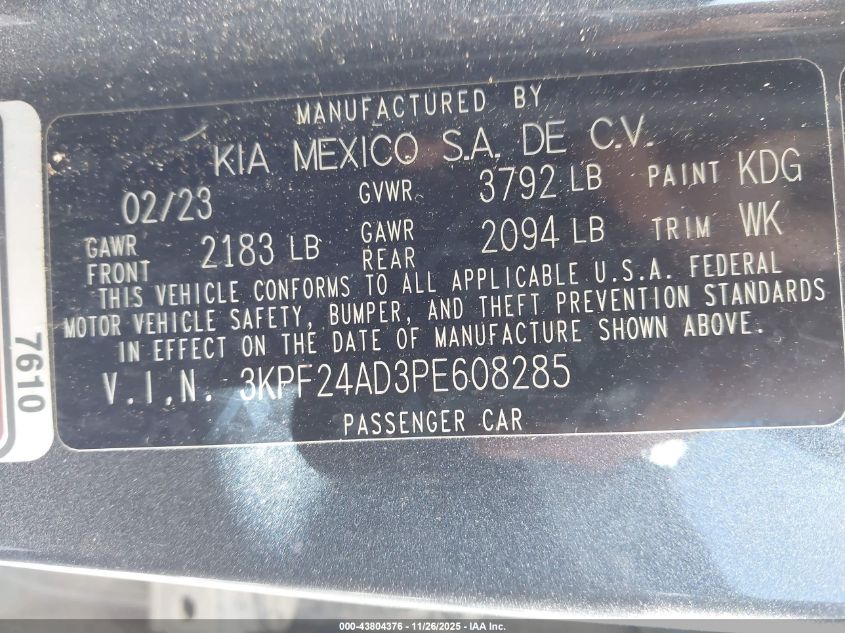 MANUFACTURED BY
KIA MEXICO S.A. DE C.V.
02/23 GVWR 3792 LB PAINT KDG
GAWR FRONT 2183 LB GAWR REAR 2094 LB TRIM WK
THIS VEHICLE CONFORMS TO ALL APPLICABLE U.S.A. FEDERAL
MOTOR VEHICLE SAFETY, BUMPER, AND THEFT PREVENTION STANDARDS
IN EFFECT ON THE DATE OF MANUFACTURE SHOWN ABOVE.
V.I.N. 3KPF24AD3PE608285
PASSENGER CAR
7610
000-43804376 - 11/26/2025 - IAA Inc.